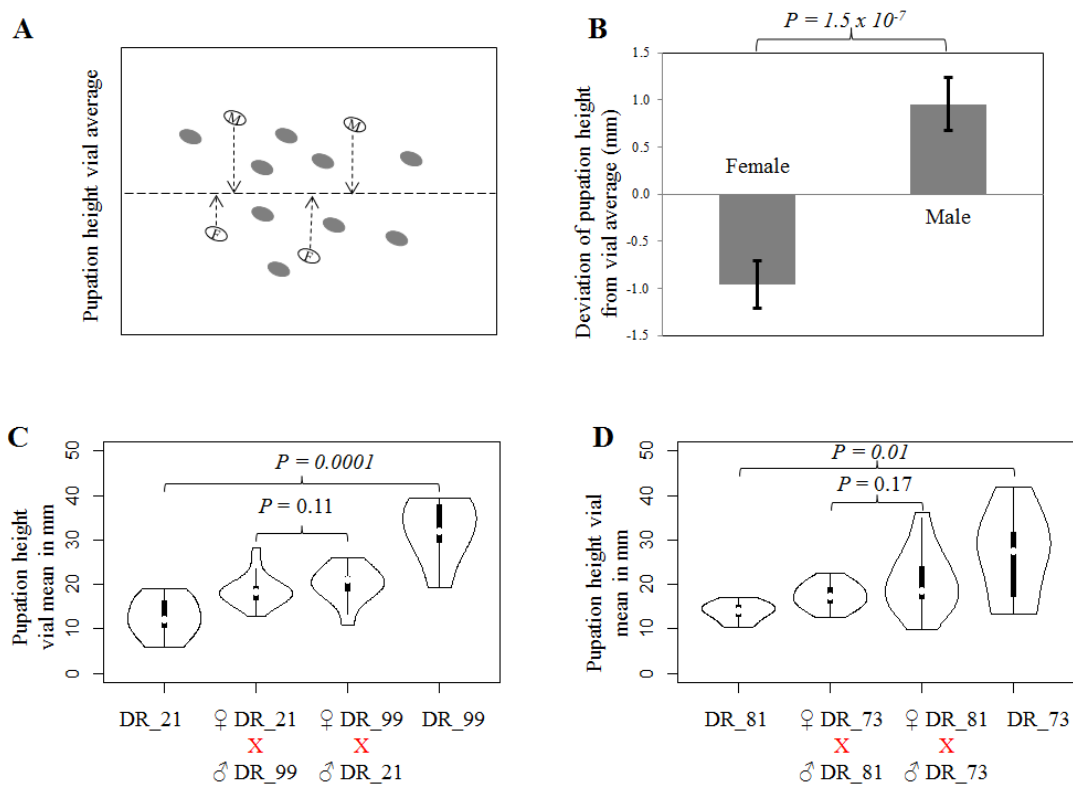 A
Pupation height vial average
M
M
F
F
B
P = 1.5 x 10-7
Deviation of pupation height
from vial average (mm)
1.5
1.0
0.5
0.0
-0.5
-1.0
-1.5
Female
Male
C
Pupation height
vial mean in mm
50
40
30
20
10
0
P = 0.0001
P = 0.11
DR_21
♀ DR_21
X
♂ DR_99
♀ DR_99
X
♂ DR_21
DR_99
D
Pupation height vial
mean in mm
50
40
30
20
10
0
P = 0.01
P = 0.17
DR_81
♀ DR_73
X
♂ DR_81
♀ DR_81
X
♂ DR_73
DR_73